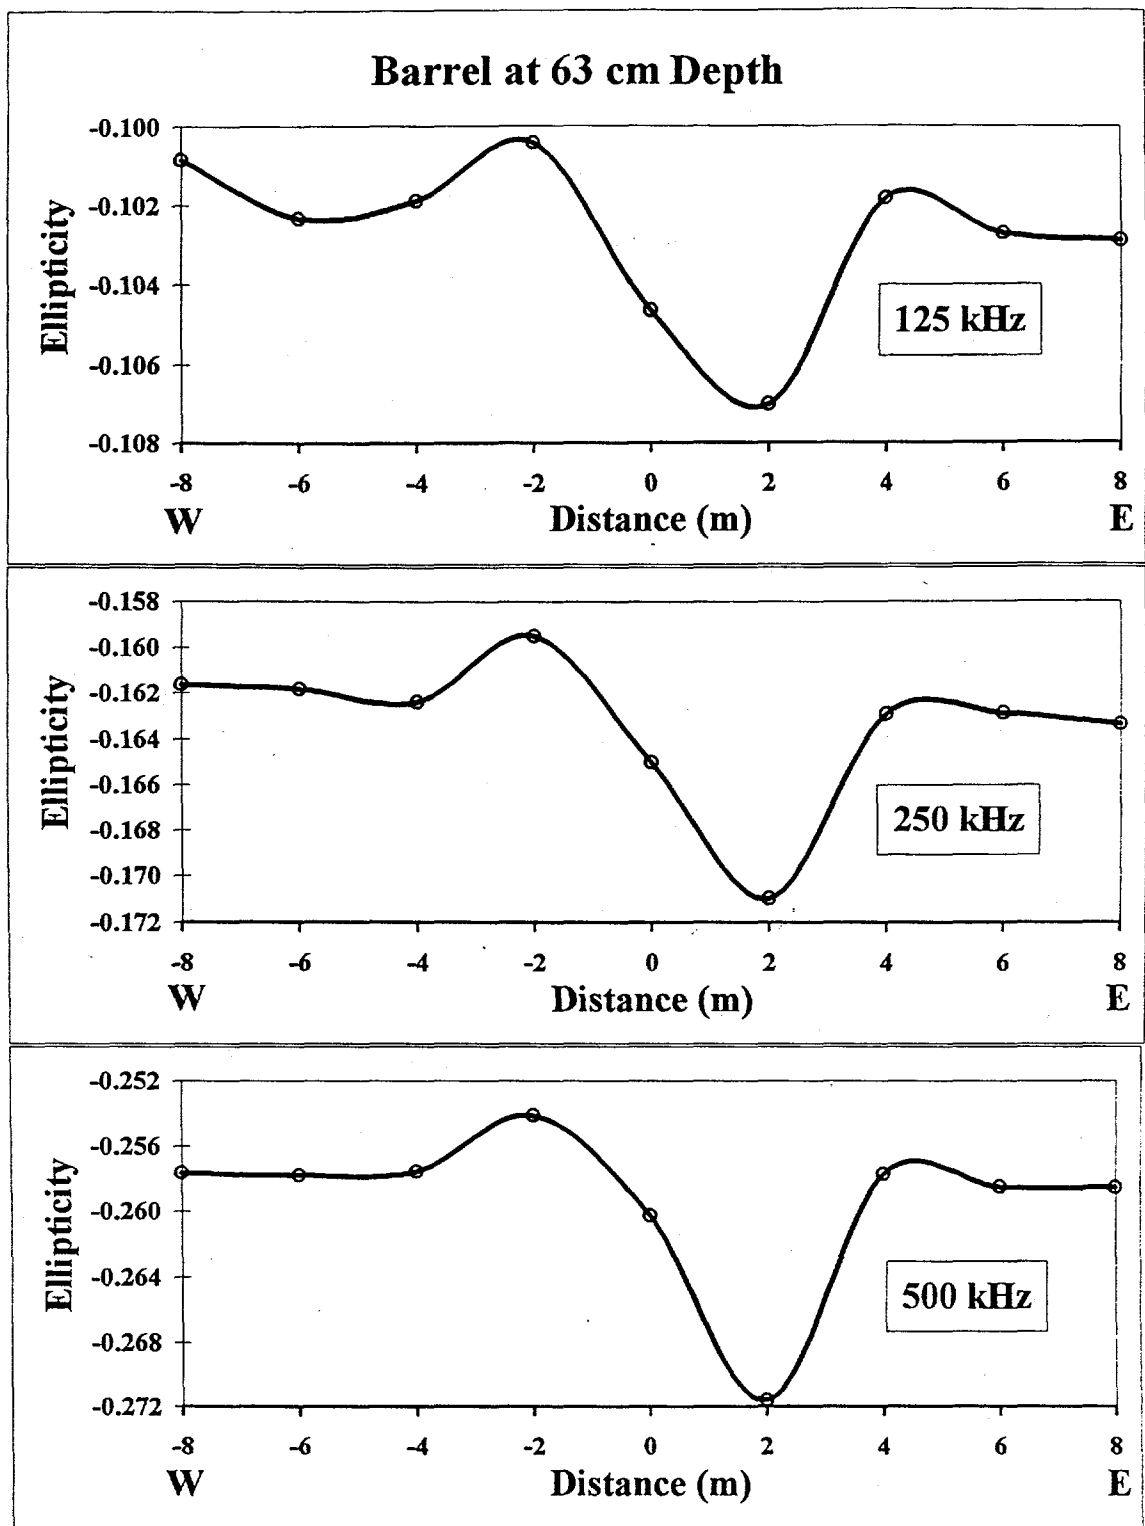 Barrel at 63 cm Depth
-0.100
-0.102
-0.104
-0.106
-0.108
Ellipticity
125 kHz
-8 -6 -4 -2 0 2 4 6 8
W Distance (m) E
-0.158
-0.160
-0.162
-0.164
-0.166
-0.168
-0.170
-0.172
Ellipticity
250 kHz
-8 -6 -4 -2 0 2 4 6 8
W Distance (m) E
-0.252
-0.256
-0.260
-0.264
-0.268
-0.272
Ellipticity
500 kHz
-8 -6 -4 -2 0 2 4 6 8
W Distance (m) E